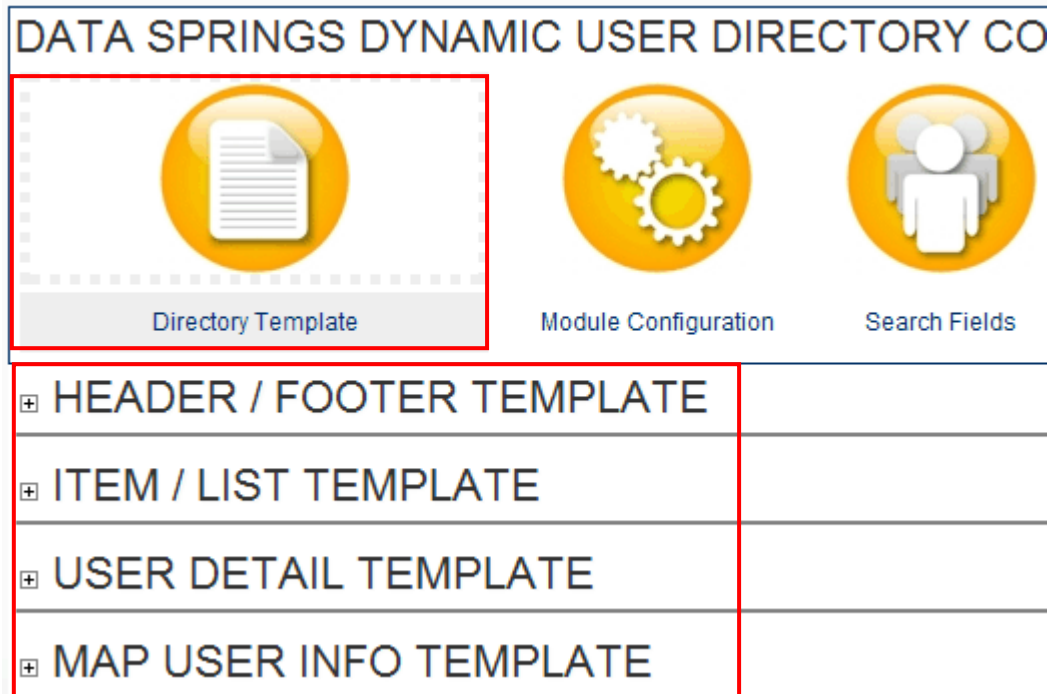 DATA SPRINGS DYNAMIC USER DIRECTORY CO
Directory Template
Module Configuration
Search Fields
HEADER / FOOTER TEMPLATE
ITEM / LIST TEMPLATE
USER DETAIL TEMPLATE
MAP USER INFO TEMPLATE